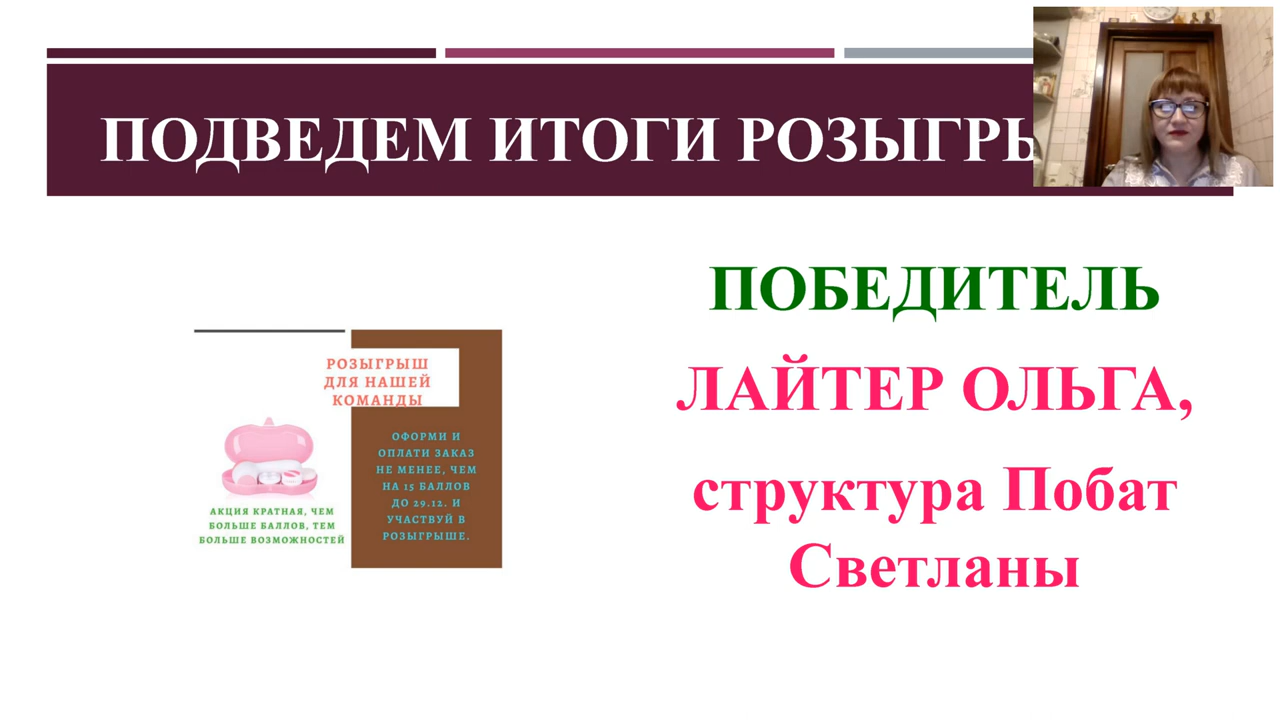 ПОДВЕДЕМ ИТОГИ РОЗЫГРЫ
ПОБЕДИТЕЛЬ
ЛАЙТЕР ОЛЬГА,
структура Побат
Светланы
РОЗЫГРЫШ
ДЛЯ НАШЕЙ
КОМАНДЫ
ОФОРМИ И
ОПЛАТИ ЗАКАЗ
НЕ МЕНЕЕ, ЧЕМ
НА 15 БАЛЛОВ
ДО 29.12. И
УЧАСТВУЙ В
РОЗЫГРЫШЕ.
АКЦИЯ КРАТНАЯ, ЧЕМ
БОЛЬШЕ БАЛЛОВ, ТЕМ
БОЛЬШЕ ВОЗМОЖНОСТЕЙ